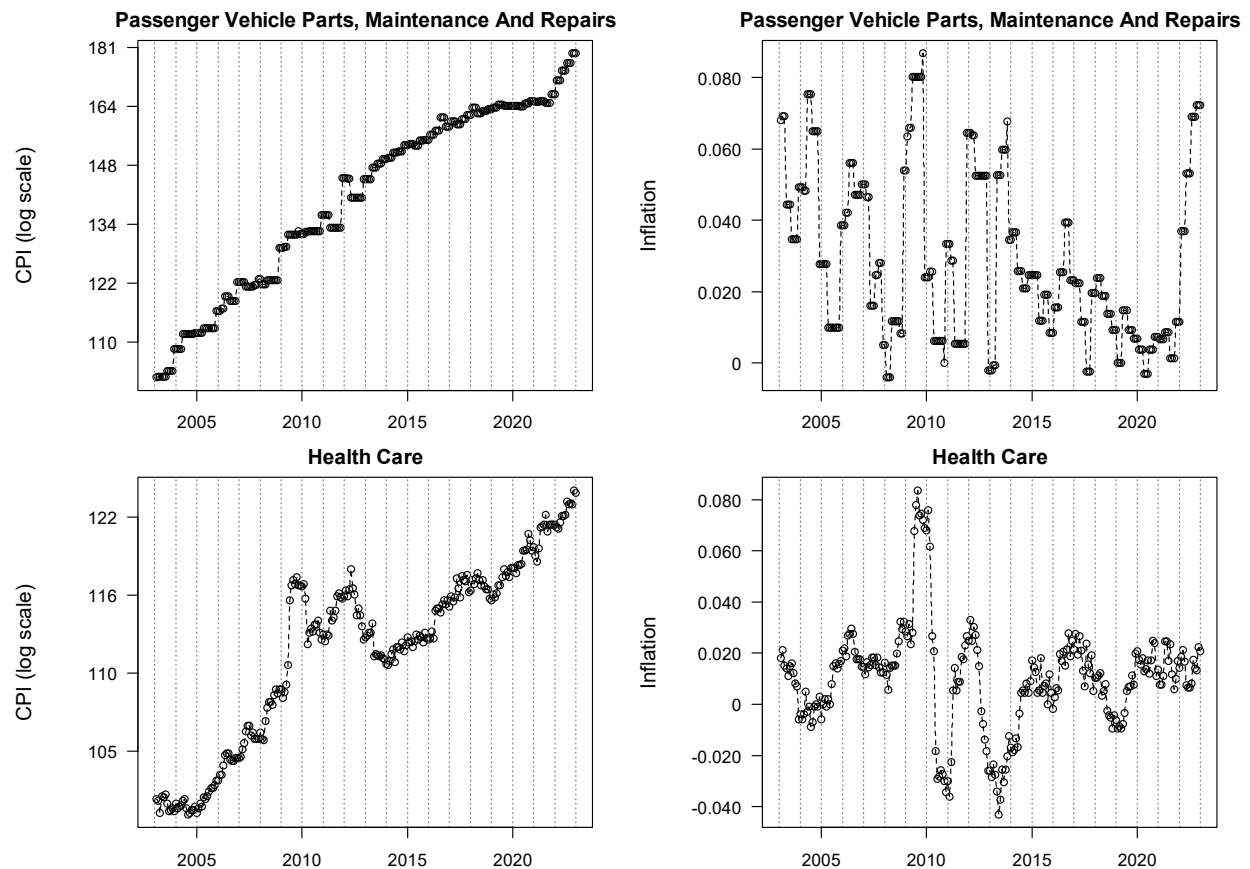 Passenger Vehicle Parts, Maintenance And Repairs
CPI (log scale)
181
164
148
134
122
110
2005 2010 2015 2020
Passenger Vehicle Parts, Maintenance And Repairs
Inflation
0.080
0.060
0.040
0.020
0
2005 2010 2015 2020
Health Care
CPI (log scale)
122
116
110
105
2005 2010 2015 2020
Health Care
Inflation
0.080
0.060
0.040
0.020
0
-0.020
-0.040
2005 2010 2015 2020